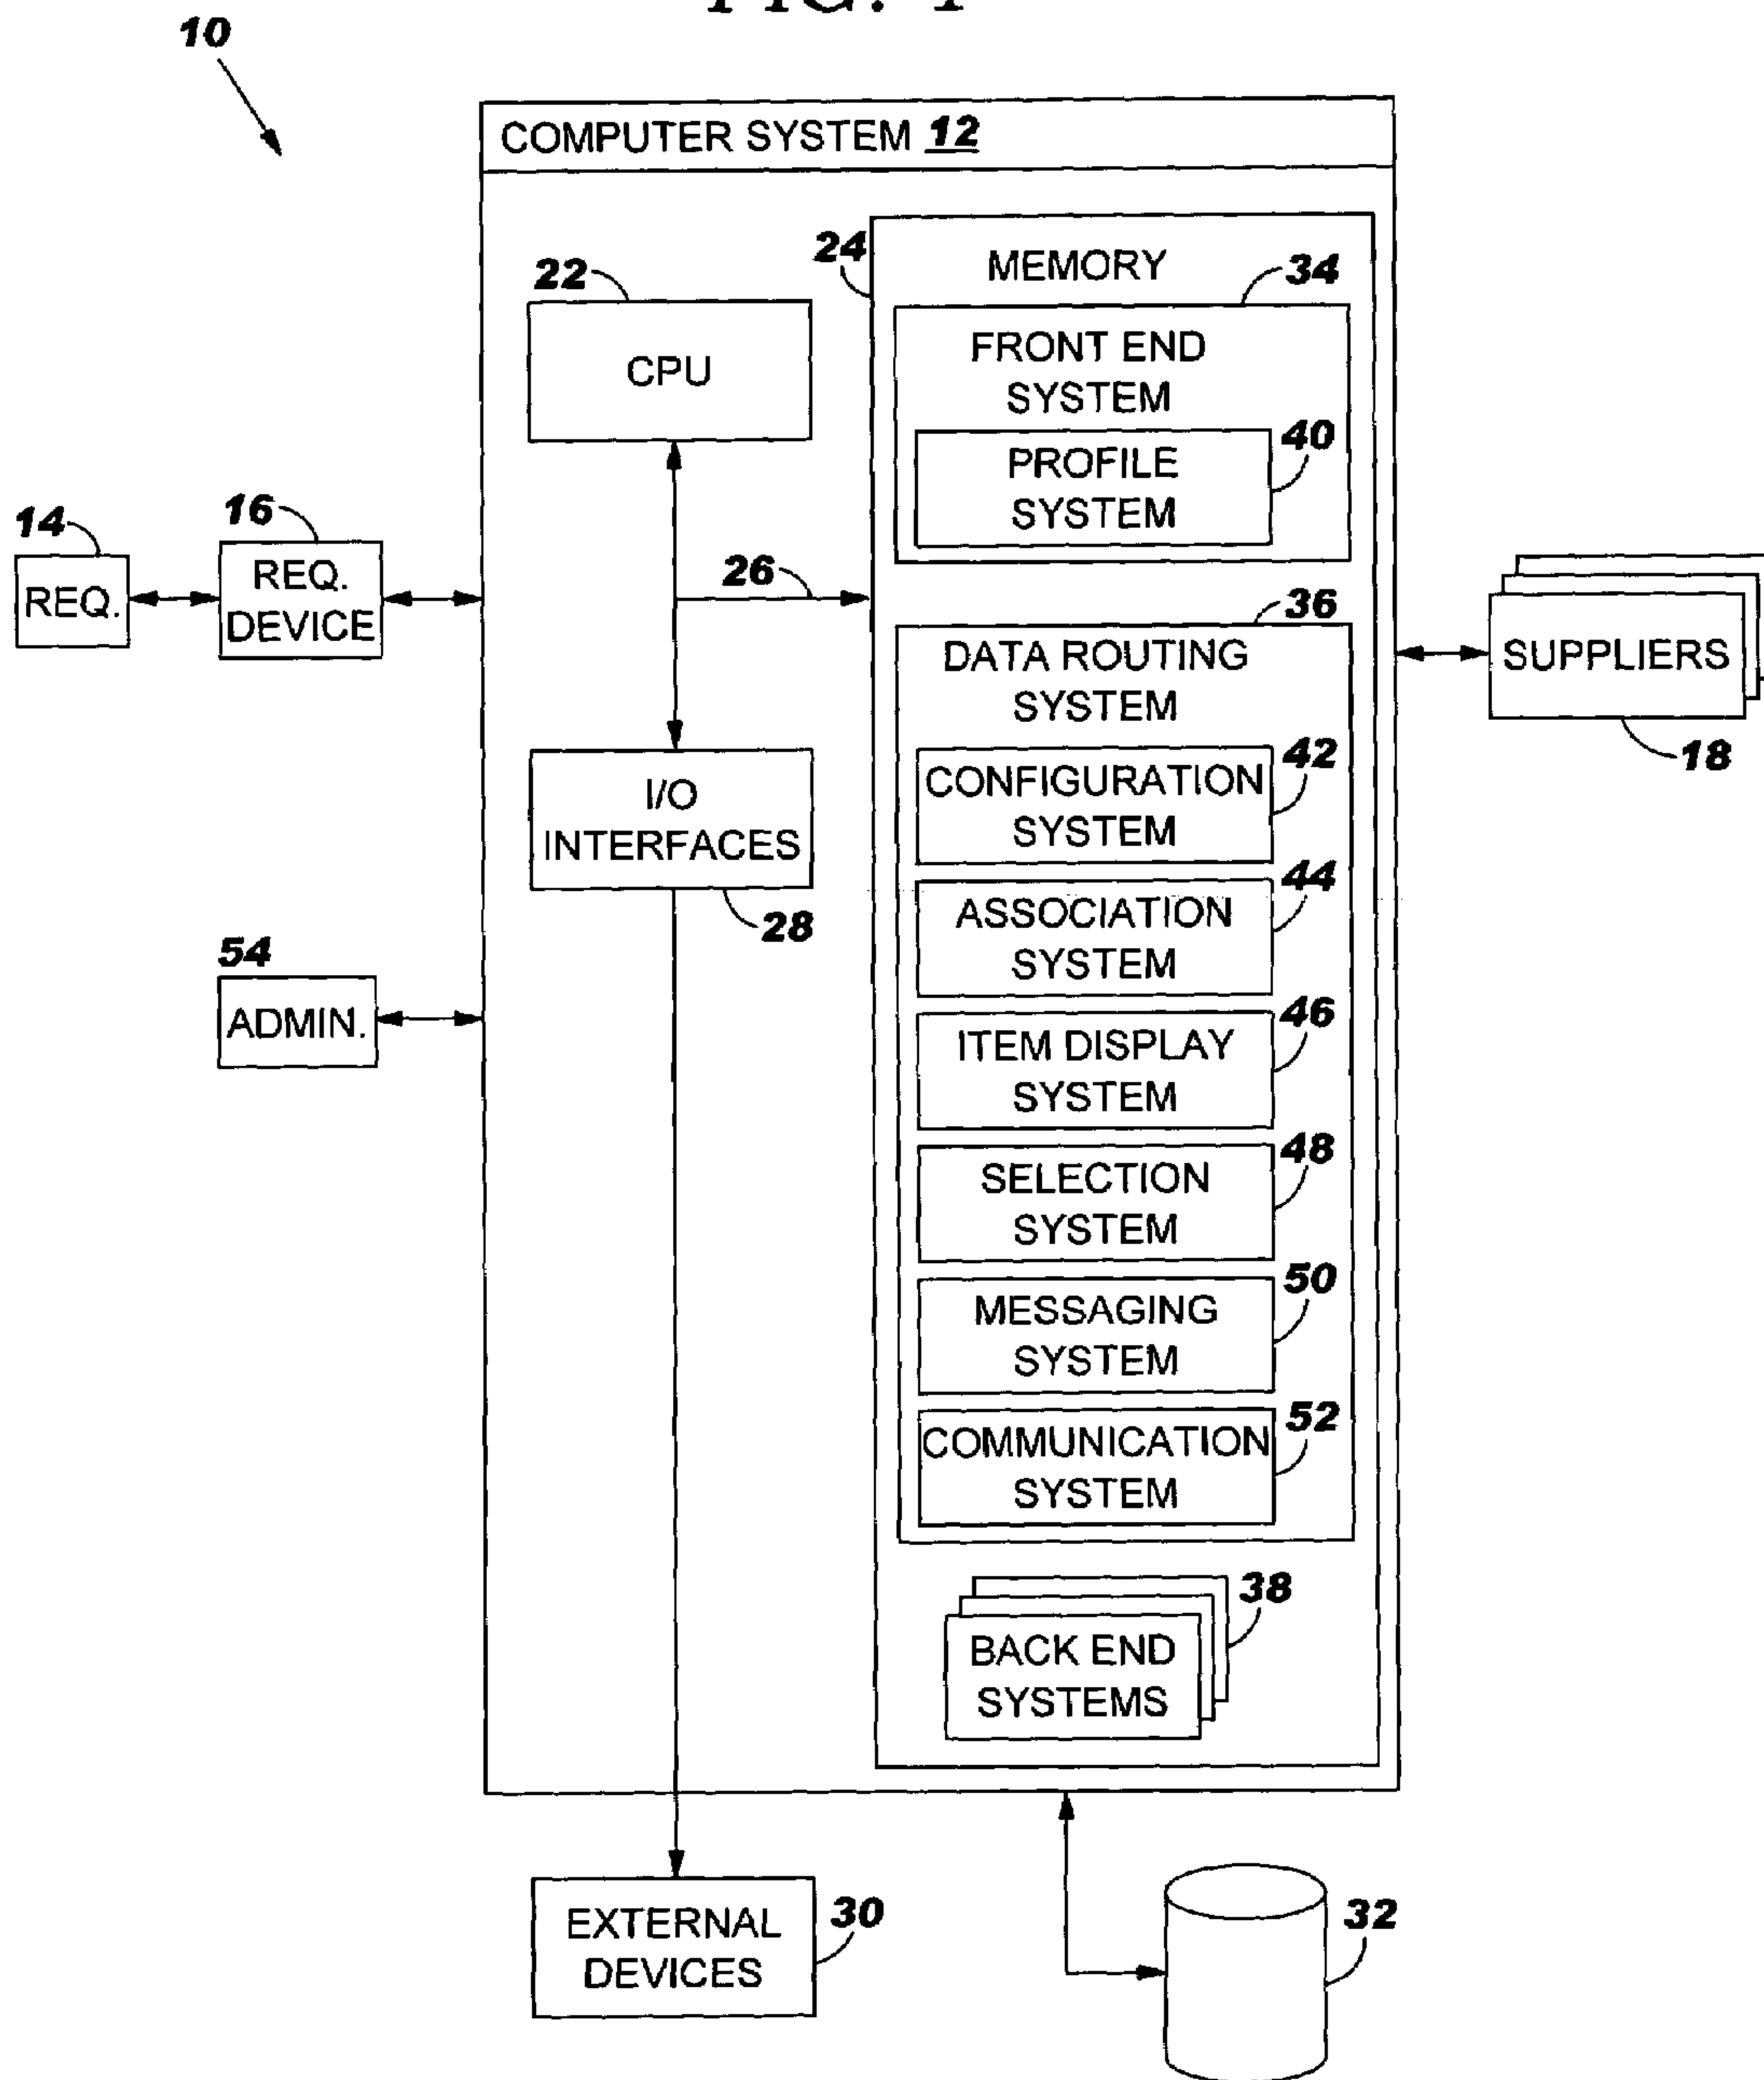 FIG. 1
10
COMPUTER SYSTEM 12
24
MEMORY
22
34
CPU
FRONT END
SYSTEM
40
PROFILE
SYSTEM
14
REQ.
16
REQ.
DEVICE
26
36
DATA ROUTING
SYSTEM
SUPPLIERS
18
42
CONFIGURATION
SYSTEM
I/O
INTERFACES
28
44
ASSOCIATION
SYSTEM
54
ADMIN.
46
ITEM DISPLAY
SYSTEM
48
SELECTION
SYSTEM
50
MESSAGING
SYSTEM
52
COMMUNICATION
SYSTEM
38
BACK END
SYSTEMS
EXTERNAL
DEVICES
30
32